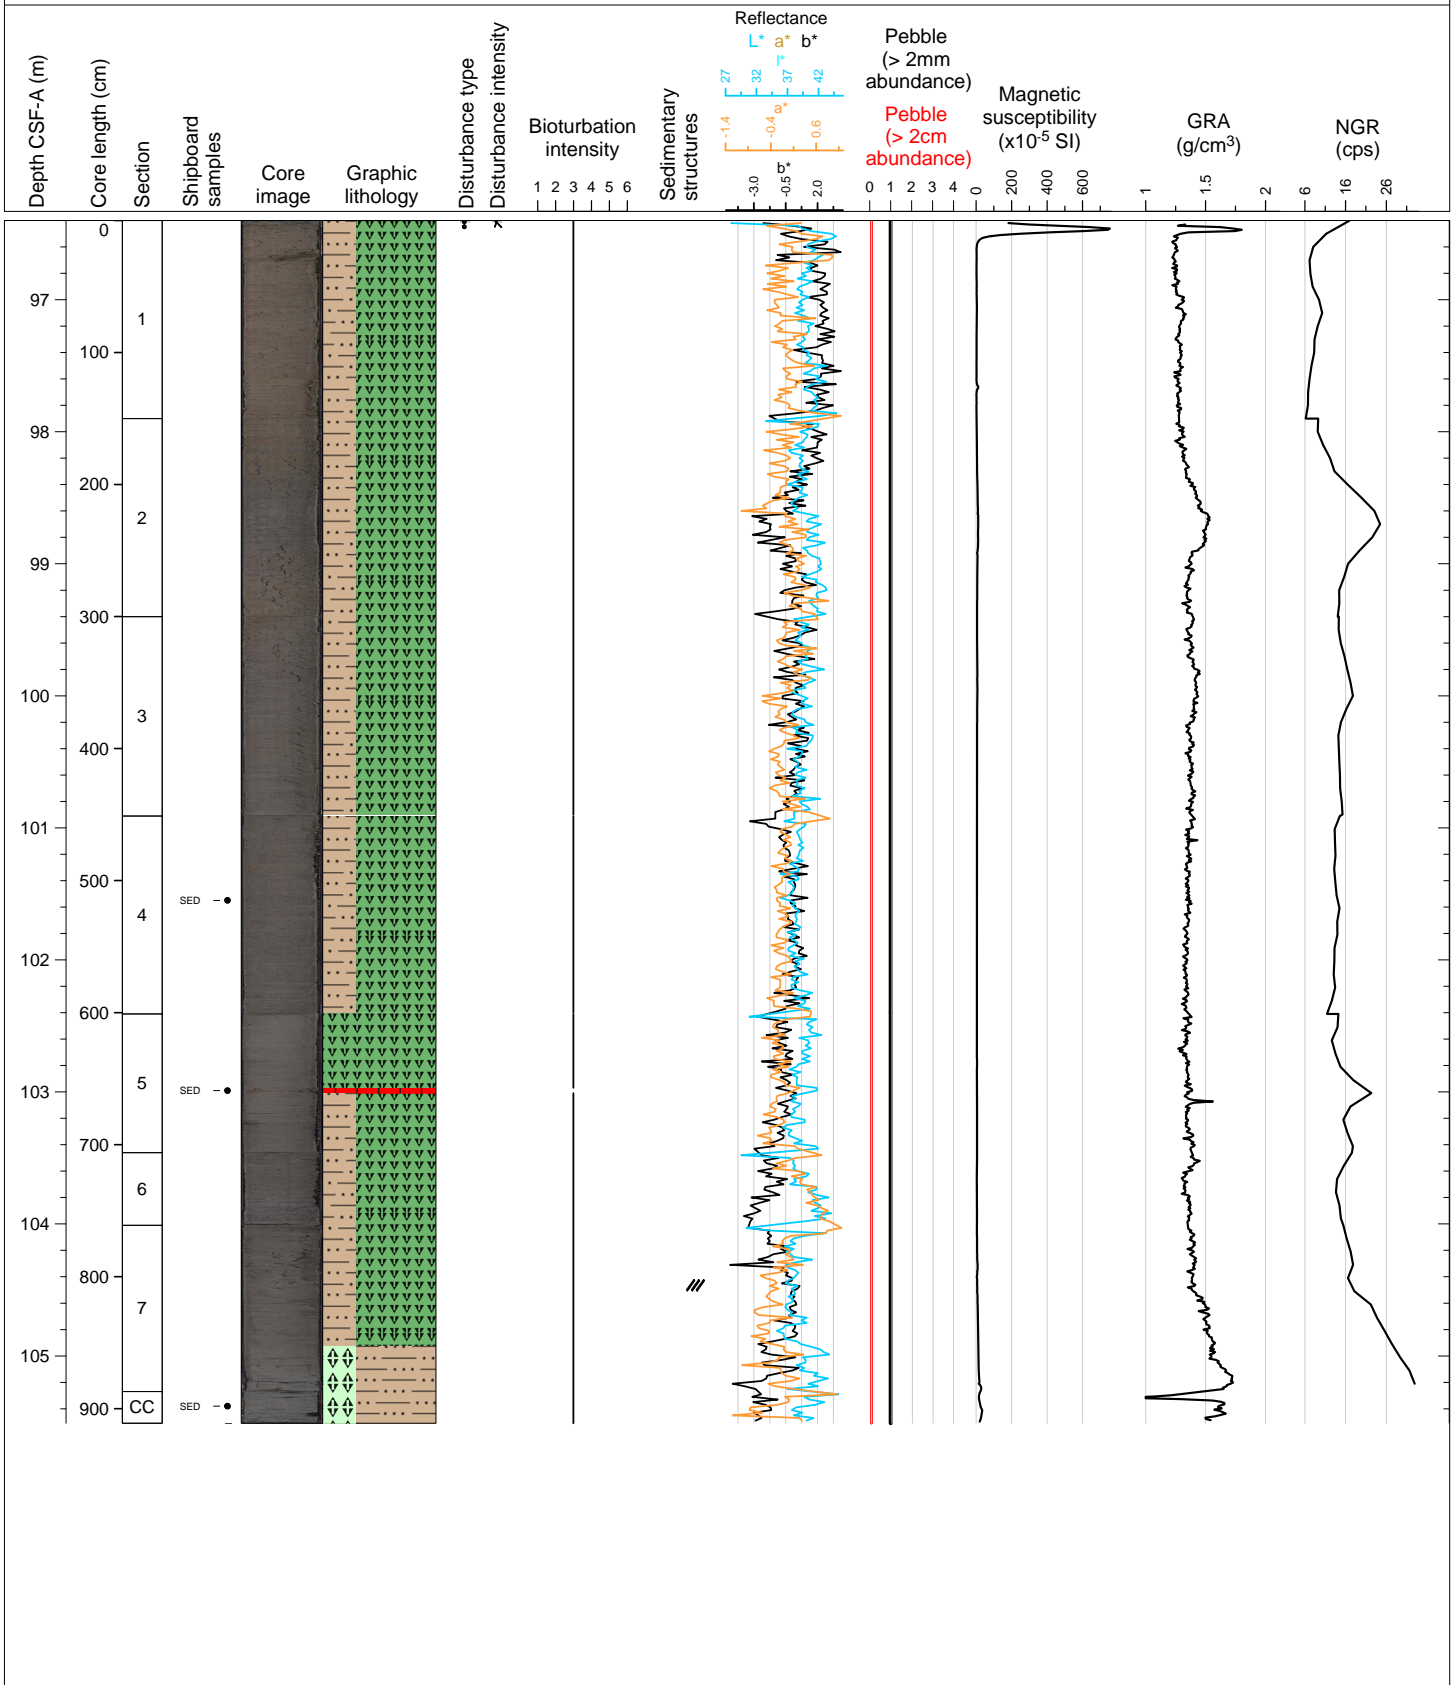 Depth CSF-A (m)
Core length (cm)
Section
Shipboard
samples
Core
image
Graphic
lithology
Disturbance type
Disturbance intensity
Bioturbation
intensity
1 2 3 4 5 6
Sedimentary
structures
Reflectance
L* a* b*
l*
27 32 37 42
a*
-1.4 -0.4 0.6
b*
-3.0 -0.5 2.0
Pebble
(> 2mm
abundance)
Pebble
(> 2cm
abundance)
0 1 2 3 4
Magnetic
susceptibility
(x10-5 SI)
0 200 400 600
GRA
(g/cm3)
1 1.5 2
NGR
(cps)
6 16 26
0
97
1
100
98
200
2
99
300
100
3
400
101
500
SED
4
102
600
5
SED
103
700
6
104
800
7
105
SED
CC
900